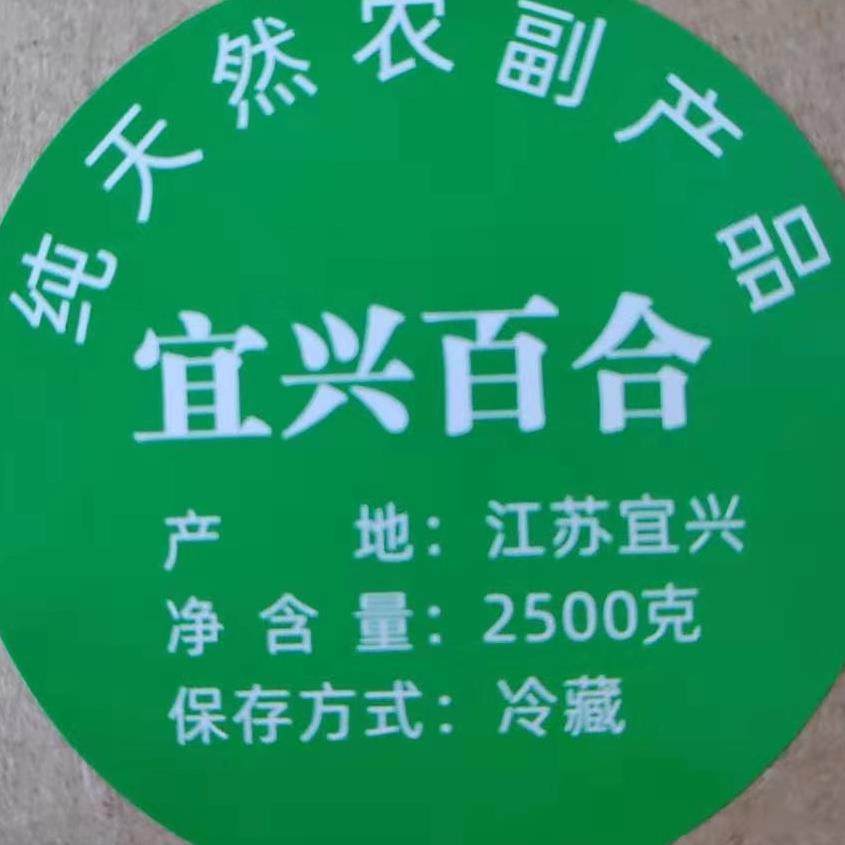 纯天然农副产品
宜兴百合
产 地：江苏宜兴
净含量：2500克
保存方式：冷藏